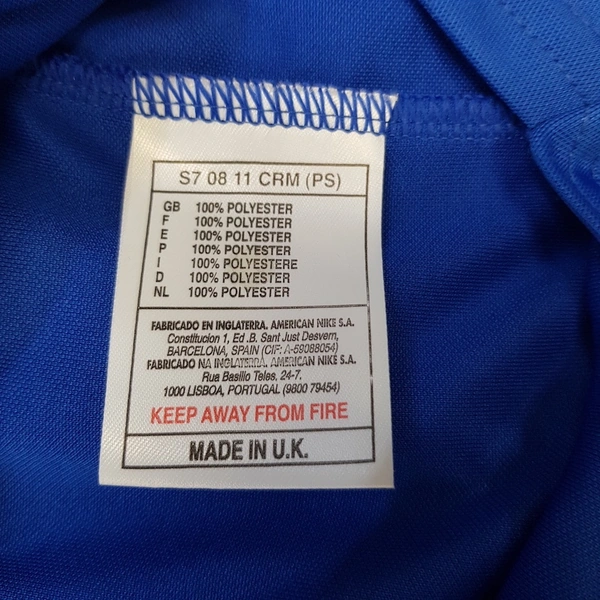 S7 08 11 CRM (PS)
GB 100% POLYESTER
F 100% POLYESTER
E 100% POLYESTER
P 100% POLYESTER
I 100% POLYESTERE
D 100% POLYESTER
NL 100% POLYESTER
FABRICADO EN INGLATERRA. AMERICAN NIKE S.A.
Constitucion 1, Ed .B. Sant Just Desvern,
BARCELONA, SPAIN (CIF: A-58088054)
FABRICADO NA INGLATERRA. AMERICAN NIKE S.A.
Rua Basilio Teles, 24-7,
1000 LISBOA, PORTUGAL (9800 79454)
KEEP AWAY FROM FIRE
MADE IN U.K.